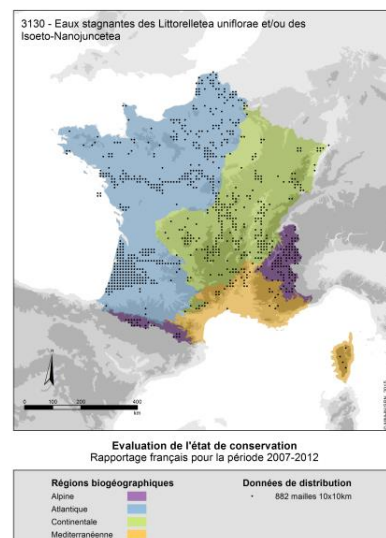 3130 - Eaux stagnantes des Littorelletea uniflorae et/ou des
Isoeto-Nanojuncetea
0 100 200 400
km
Evaluation de l'état de conservation
Rapportage français pour la période 2007-2012
Régions biogéographiques
Données de distribution
Alpine
882 mailles 10x10km
Atlantique
Continentale
Mediterranéenne